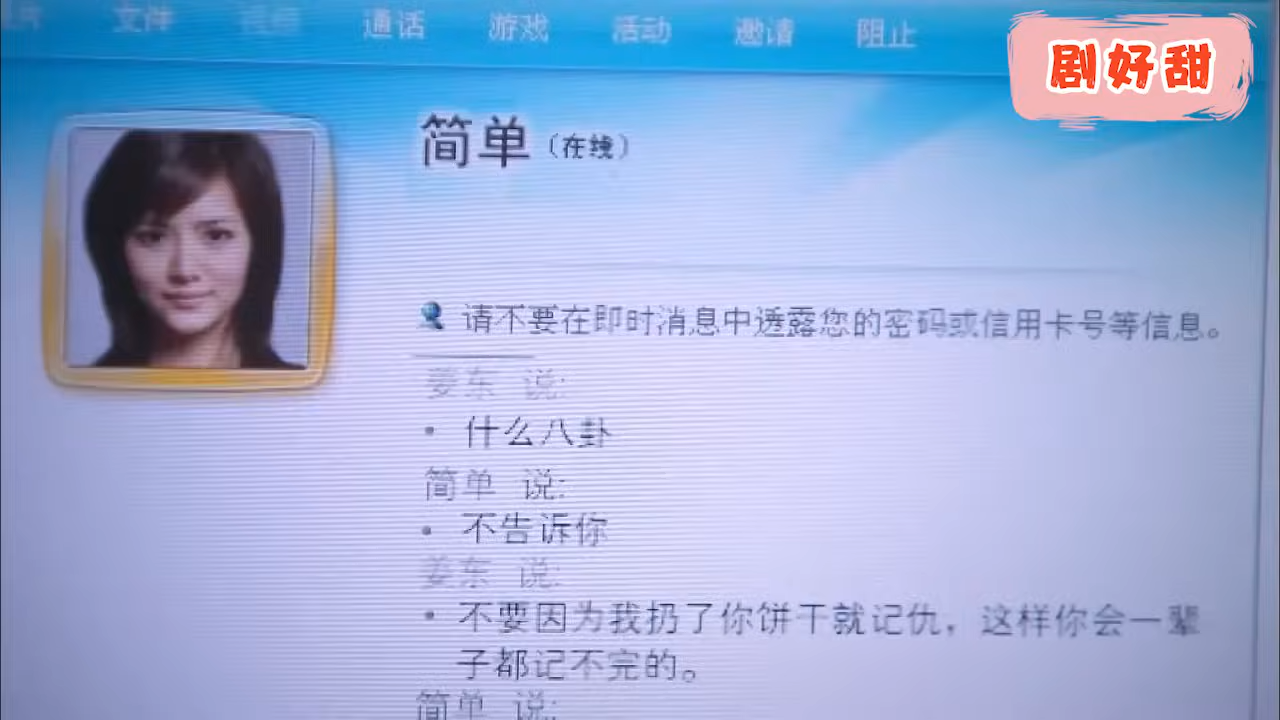 文件 视频 通话 游戏 活动 邀请 阻止
剧好甜
简单（在线）
请不要在即时消息中透露您的密码或信用卡号等信息。
姜东 说:
• 什么八卦
简单 说:
• 不告诉你
姜东 说:
• 不要因为我扔了你饼干就记仇，这样你会一辈
子都记不完的。
简单 说: